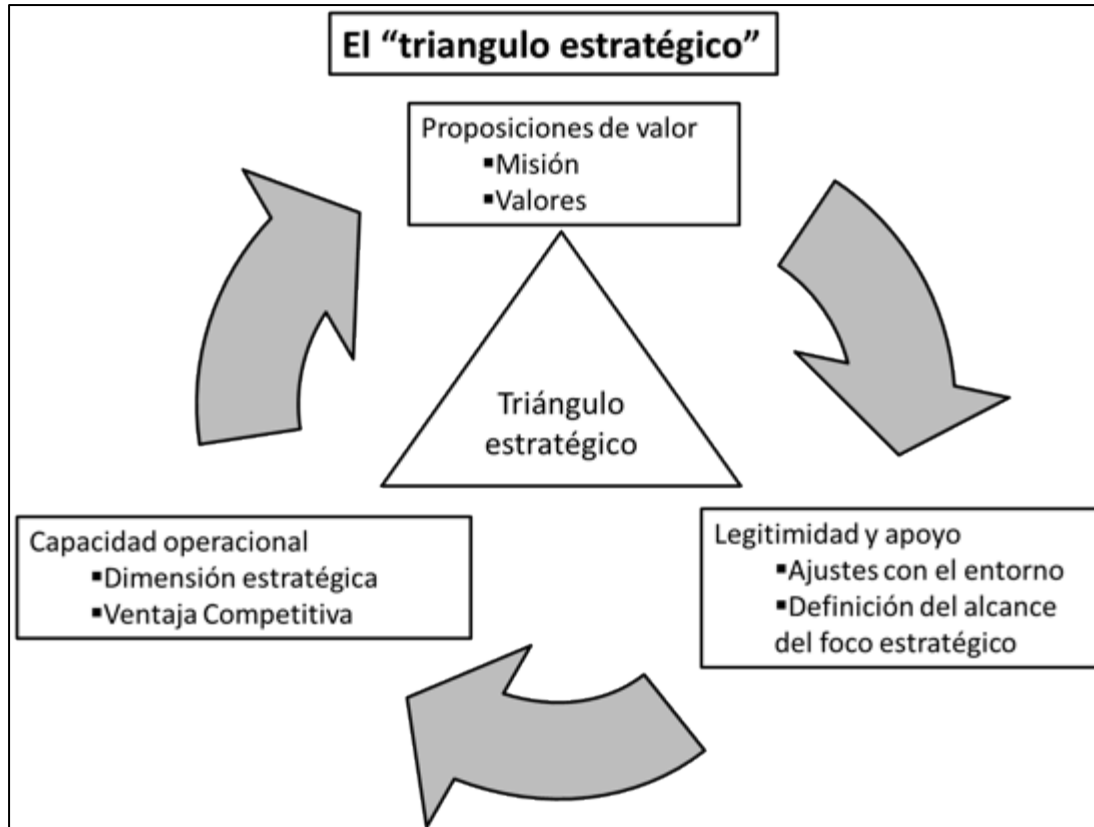 El “triangulo estratégico”
Proposiciones de valor
▪Misión
▪Valores
Triángulo
estratégico
Capacidad operacional
▪Dimensión estratégica
▪Ventaja Competitiva
Legitimidad y apoyo
▪Ajustes con el entorno
▪Definición del alcance
del foco estratégico